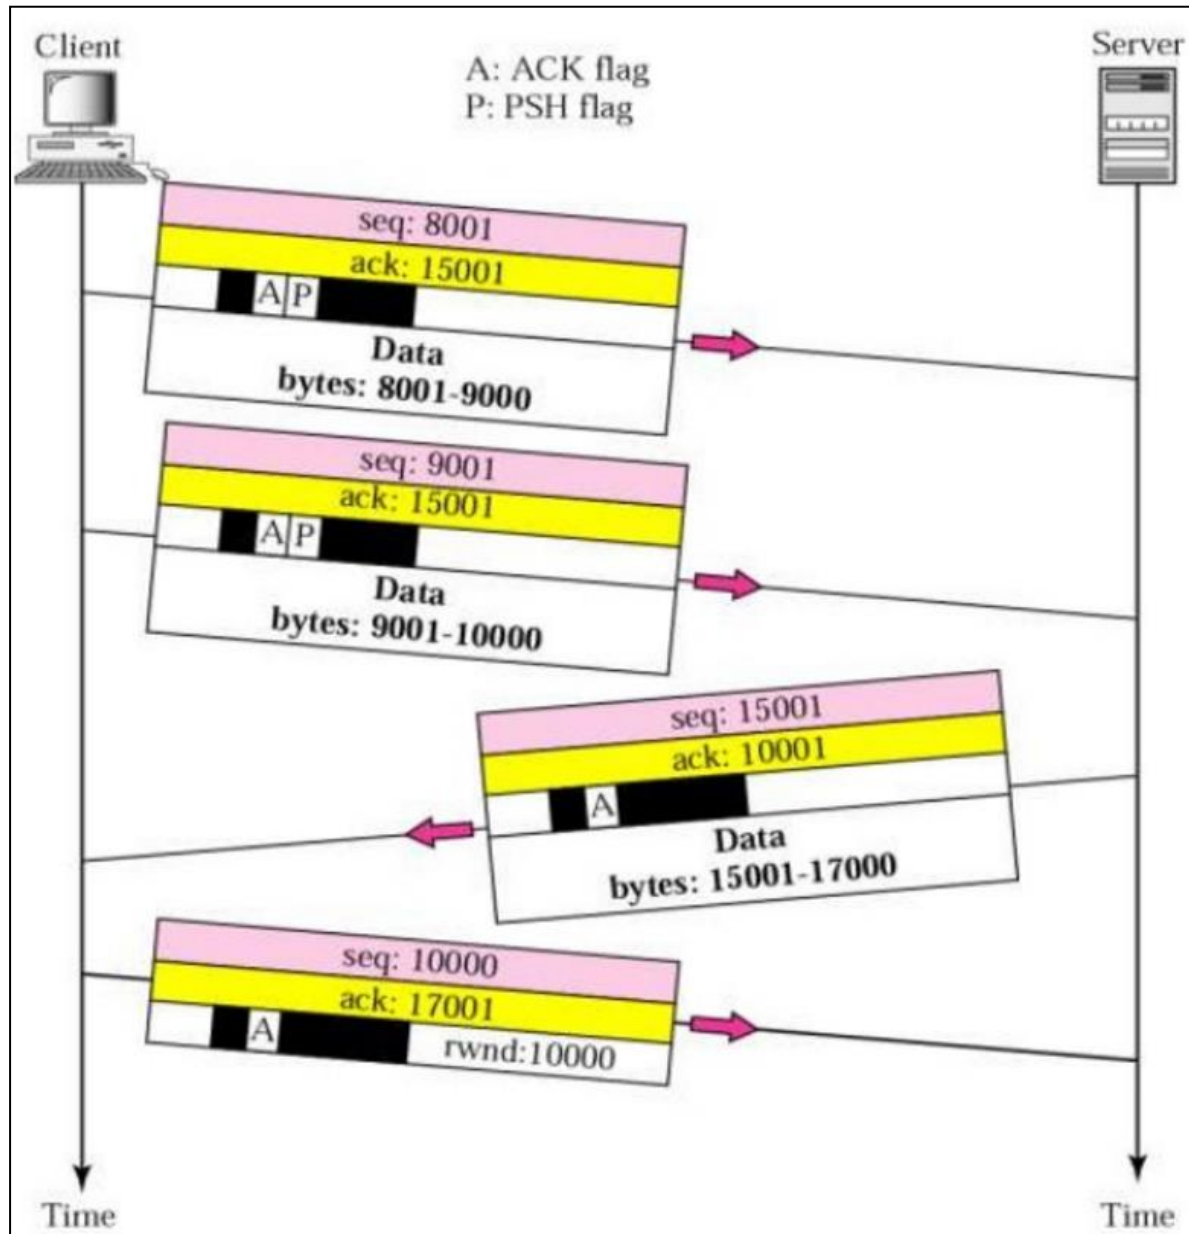 Client
Server
A: ACK flag
P: PSH flag
seq: 8001
ack: 15001
A P
Data
bytes: 8001-9000
seq: 9001
ack: 15001
A P
Data
bytes: 9001-10000
seq: 15001
ack: 10001
A
Data
bytes: 15001-17000
seq: 10000
ack: 17001
A
rwnd:10000
Time
Time